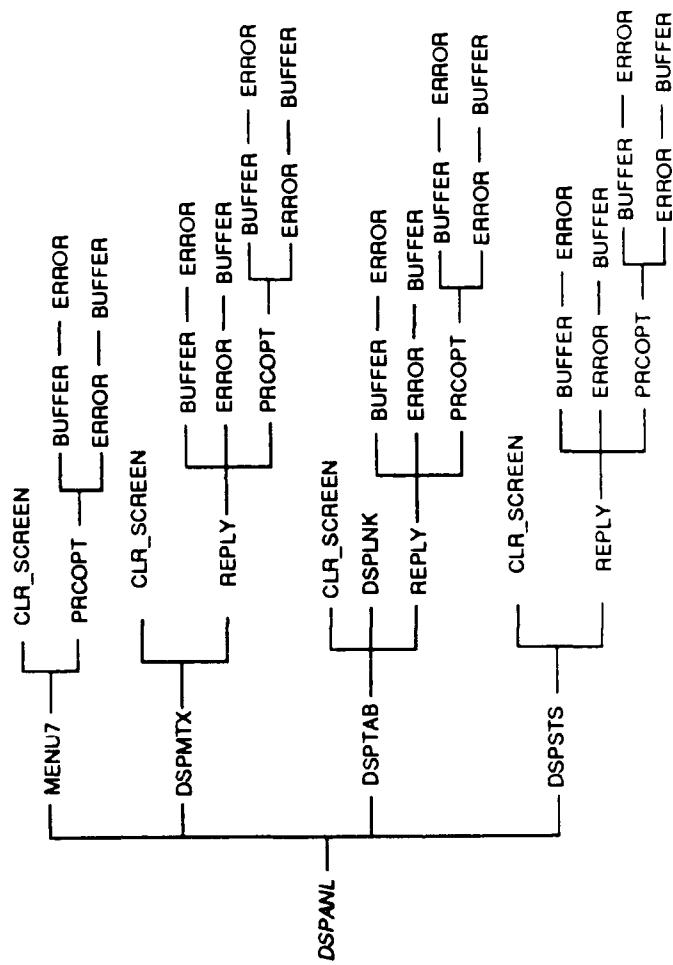 DSPANL
MENU7
CLR_SCREEN
PRCOPT
BUFFER — ERROR
ERROR — BUFFER
DSPMTX
CLR_SCREEN
REPLY
BUFFER — ERROR
ERROR — BUFFER
PRCOPT
BUFFER — ERROR
ERROR — BUFFER
DSPTAB
CLR_SCREEN
DSPLNK
REPLY
BUFFER — ERROR
ERROR — BUFFER
PRCOPT
BUFFER — ERROR
ERROR — BUFFER
DSPSTS
CLR_SCREEN
REPLY
BUFFER — ERROR
ERROR — BUFFER
PRCOPT
BUFFER — ERROR
ERROR — BUFFER